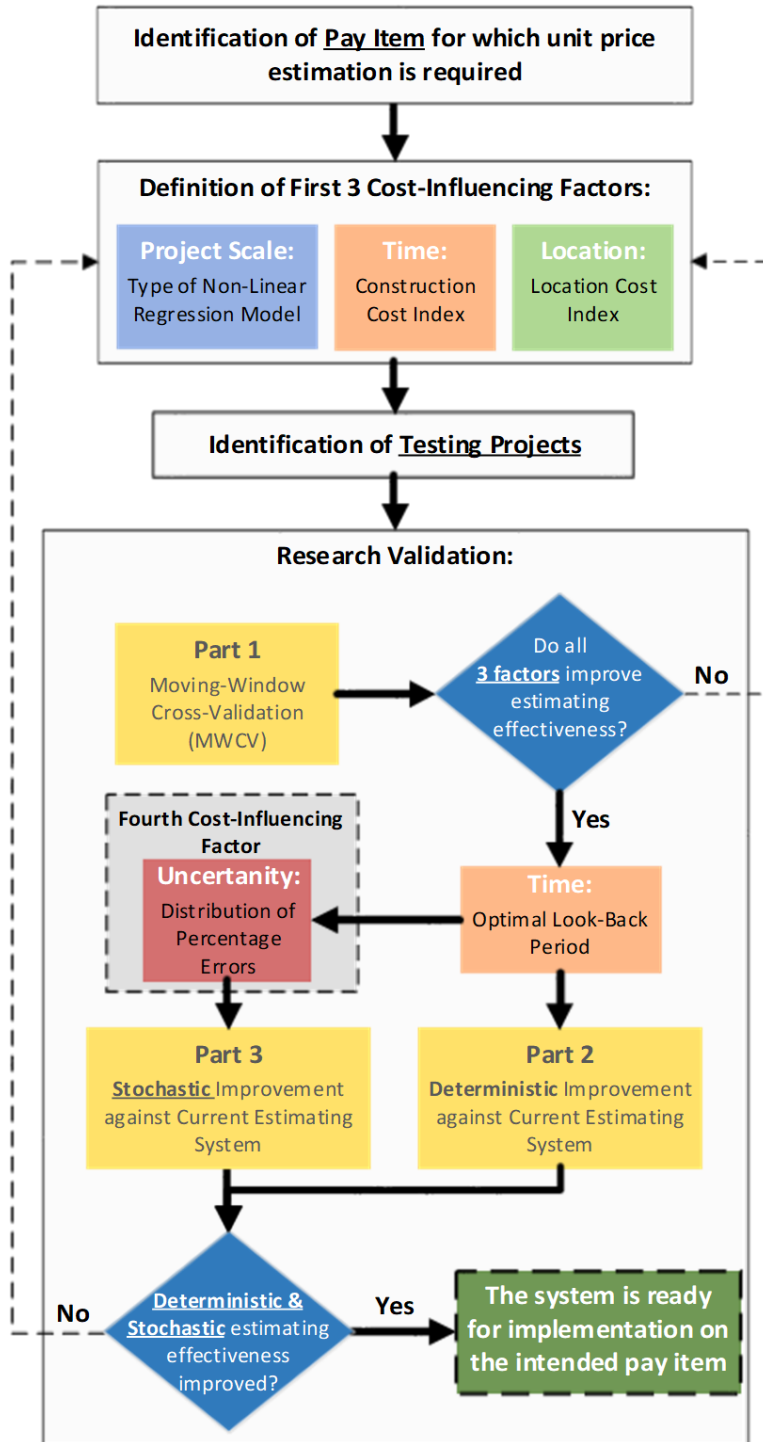 Identification of Pay Item for which unit price
estimation is required
Definition of First 3 Cost-Influencing Factors:
Project Scale:
Type of Non-Linear
Regression Model
Time:
Construction
Cost Index
Location:
Location Cost
Index
Identification of Testing Projects
Research Validation:
Part 1
Moving-Window
Cross-Validation
(MWCV)
Do all
3 factors improve
estimating
effectiveness?
No
Yes
Fourth Cost-Influencing
Factor
Uncertanity:
Distribution of
Percentage
Errors
Time:
Optimal Look-Back
Period
Part 3
Stochastic Improvement
against Current Estimating
System
Part 2
Deterministic Improvement
against Current Estimating
System
No
Deterministic &
Stochastic estimating
effectiveness
improved?
Yes
The system is ready
for implementation on
the intended pay item